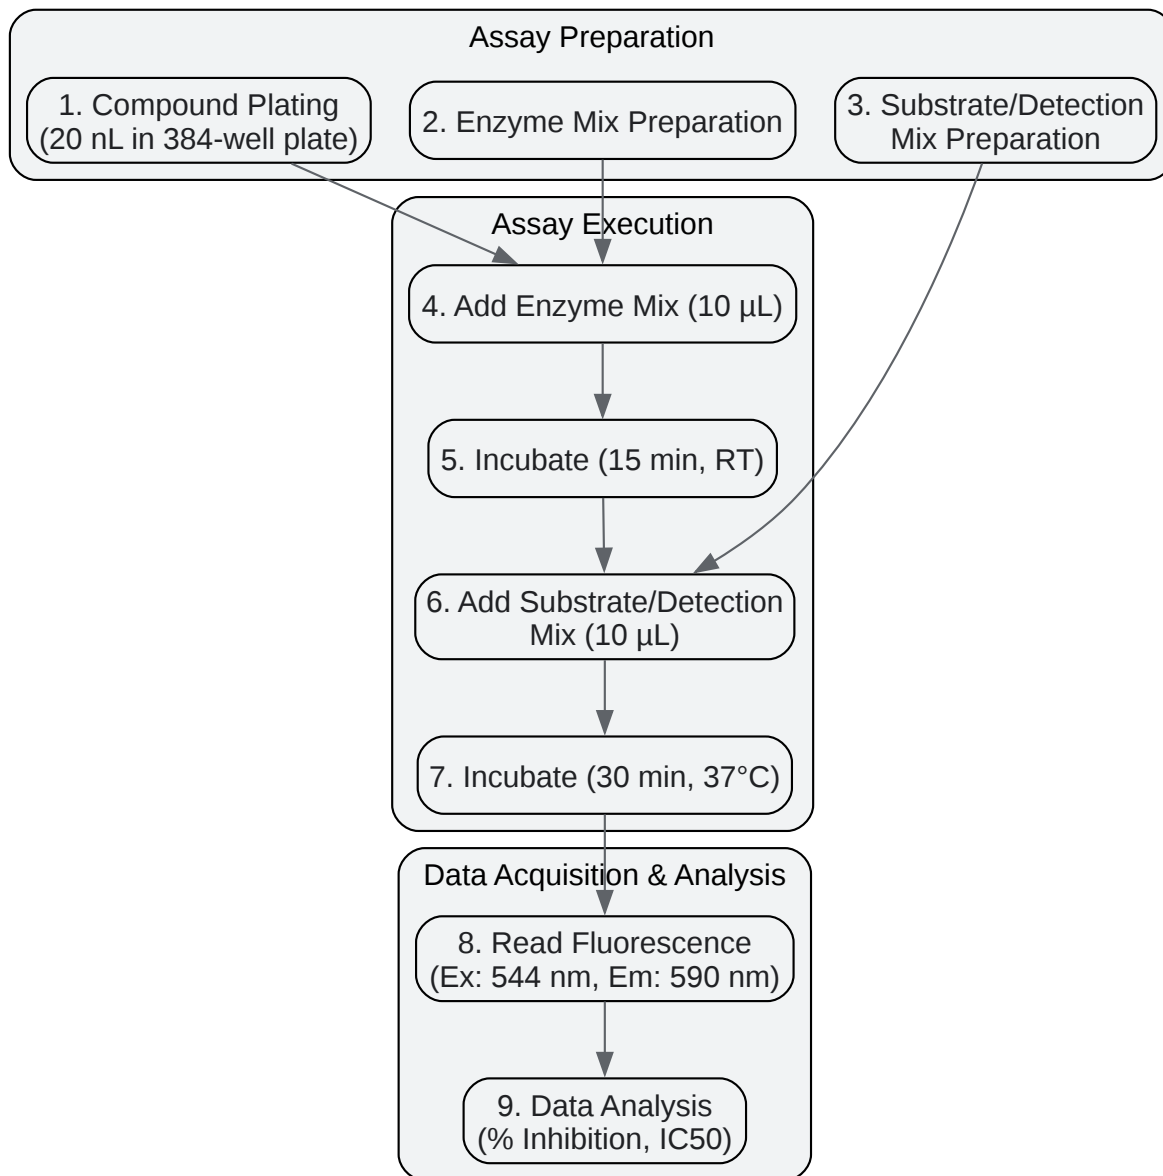 Assay Preparation
1. Compound Plating
(20 nL in 384-well plate)
2. Enzyme Mix Preparation
3. Substrate/Detection
Mix Preparation
Assay Execution
4. Add Enzyme Mix (10 µL)
5. Incubate (15 min, RT)
6. Add Substrate/Detection
Mix (10 µL)
7. Incubate (30 min, 37°C)
Data Acquisition & Analysis
8. Read Fluorescence
(Ex: 544 nm, Em: 590 nm)
9. Data Analysis
(% Inhibition, IC50)